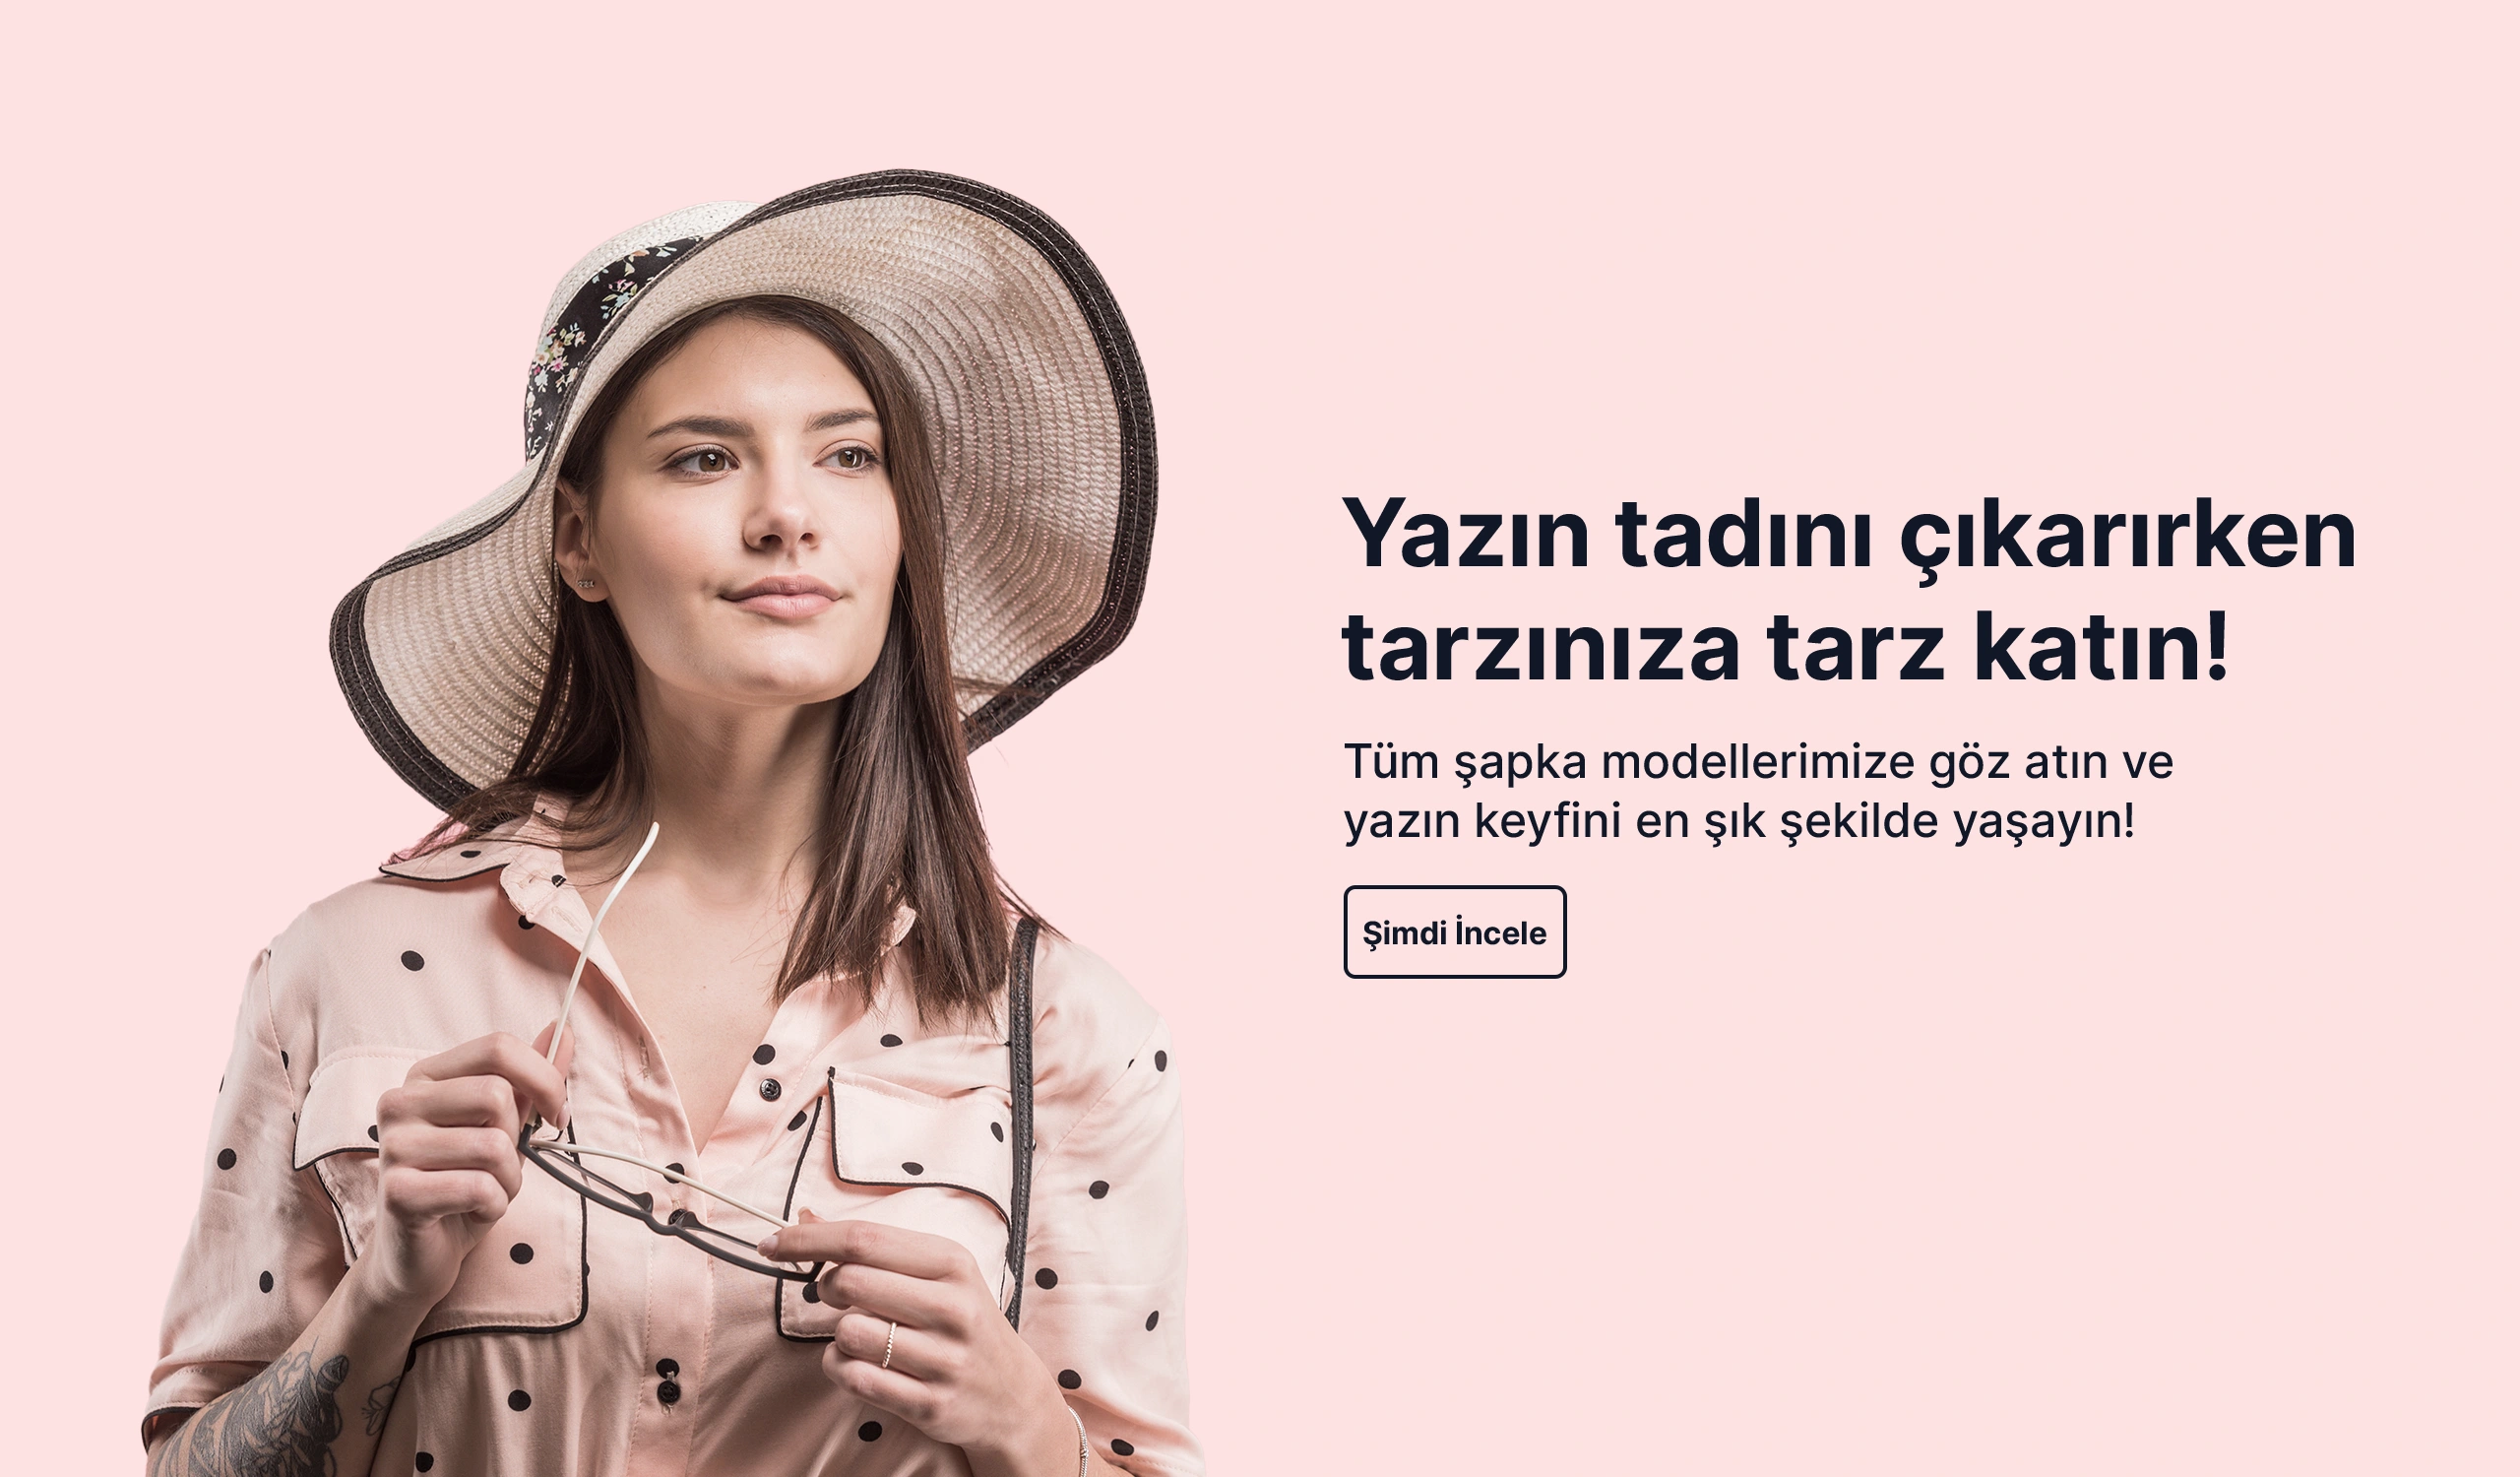 Yazın tadını çıkarırken
tarzınıza tarz katın!
Tüm şapka modellerimize göz atın ve
yazın keyfini en şık şekilde yaşayın!
Şimdi İncele